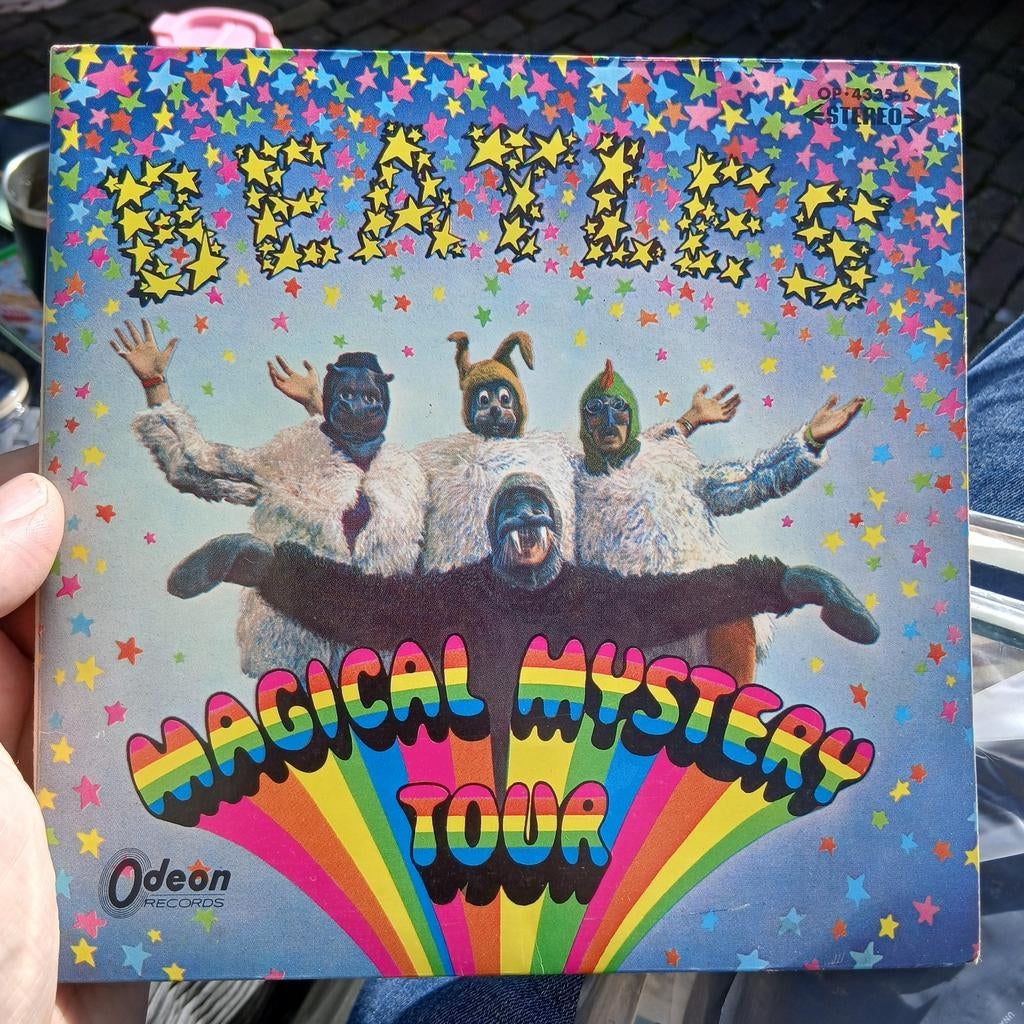 OP·4335-6
STEREO
BEATLES
MAGICAL MYSTERY
TOUR
Odeon
RECORDS